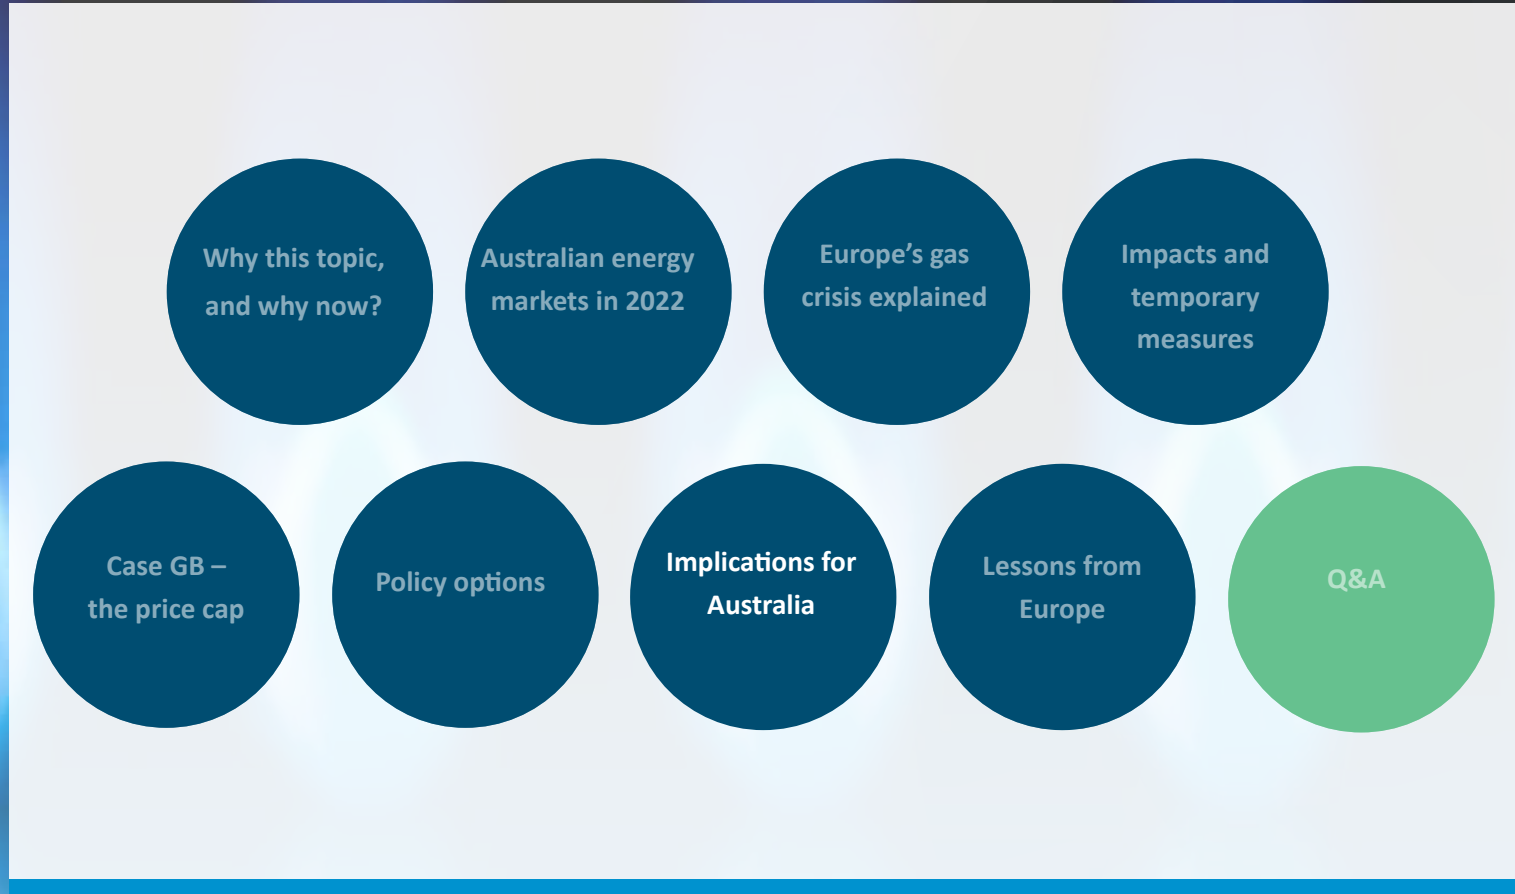 Why this topic,
and why now?
Australian energy
markets in 2022
Europe’s gas
crisis explained
Impacts and
temporary
measures
Case GB –
the price cap
Policy options
Implications for
Australia
Lessons from
Europe
Q&A